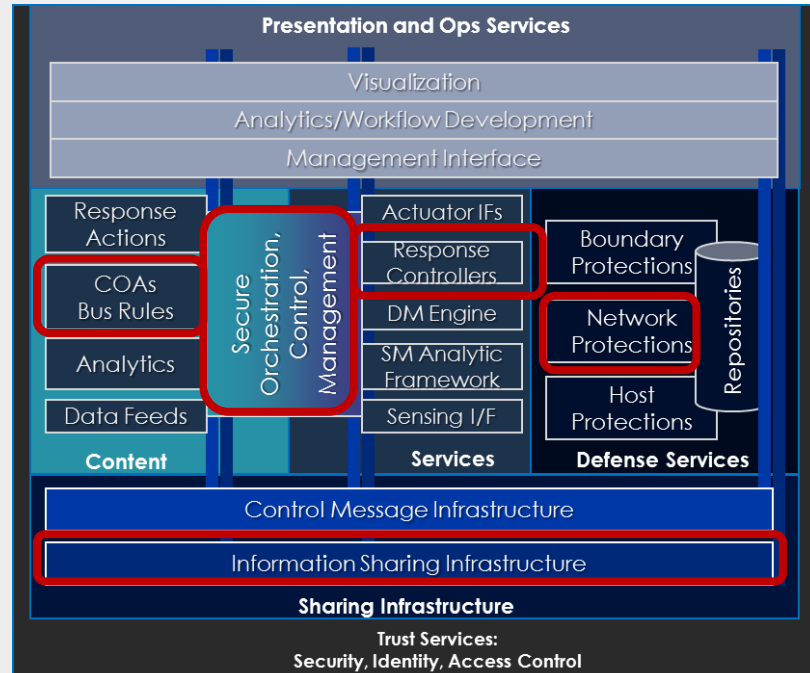 Presentation and Ops Services
Visualization
Analytics/Workflow Development
Management Interface
Response
Actions
COAs
Bus Rules
Analytics
Data Feeds
Content
Secure
Orchestration,
Control,
Management
Actuator IFs
Response
Controllers
DM Engine
SM Analytic
Framework
Sensing I/F
Services
Boundary
Protections
Network
Protections
Host
Protections
Repositories
Defense Services
Control Message Infrastructure
Information Sharing Infrastructure
Sharing Infrastructure
Trust Services:
Security, Identity, Access Control